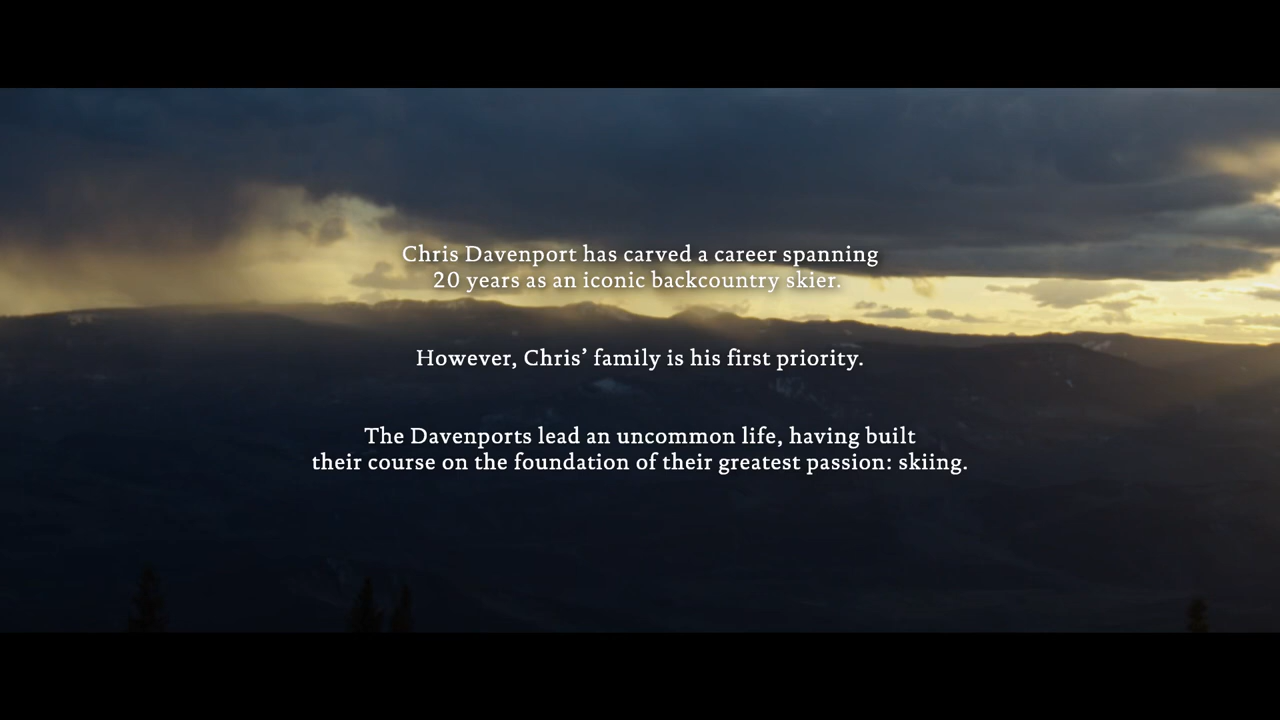 Chris Davenport has carved a career spanning
20 years as an iconic backcountry skier.
However, Chris’ family is his first priority.
The Davenports lead an uncommon life, having built
their course on the foundation of their greatest passion: skiing.